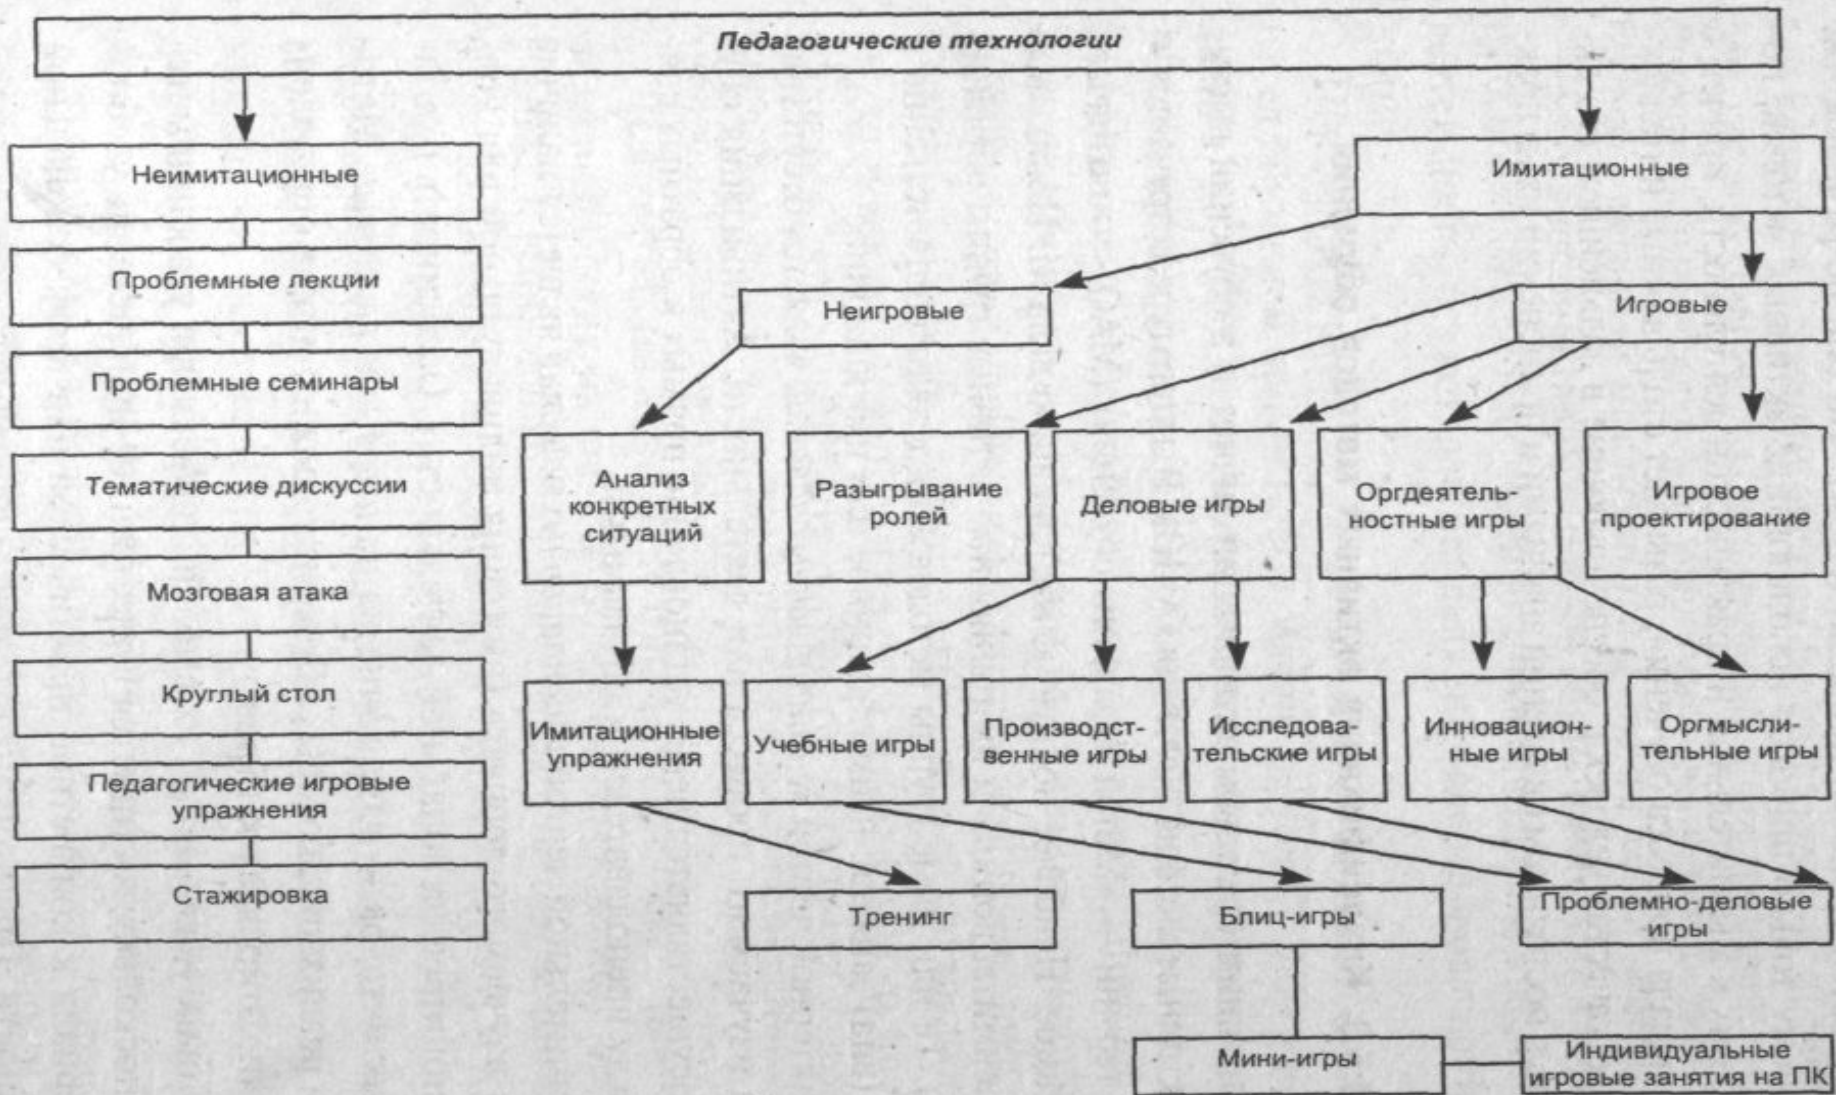 Педагогические технологии
Неимитационные
Имитационные
Проблемные лекции
Неигровые
Игровые
Проблемные семинары
Тематические дискуссии
Анализ
конкретных
ситуаций
Разыгрывание
ролей
Деловые игры
Оргдеятель-
ностные игры
Игровое
проектирование
Мозговая атака
Круглый стол
Имитационные
упражнения
Учебные игры
Производст-
венные игры
Исследова-
тельские игры
Инновацион-
ные игры
Оргмысли-
тельные игры
Педагогические игровые
упражнения
Стажировка
Тренинг
Блиц-игры
Проблемно-деловые
игры
Мини-игры
Индивидуальные
игровые занятия на ПК